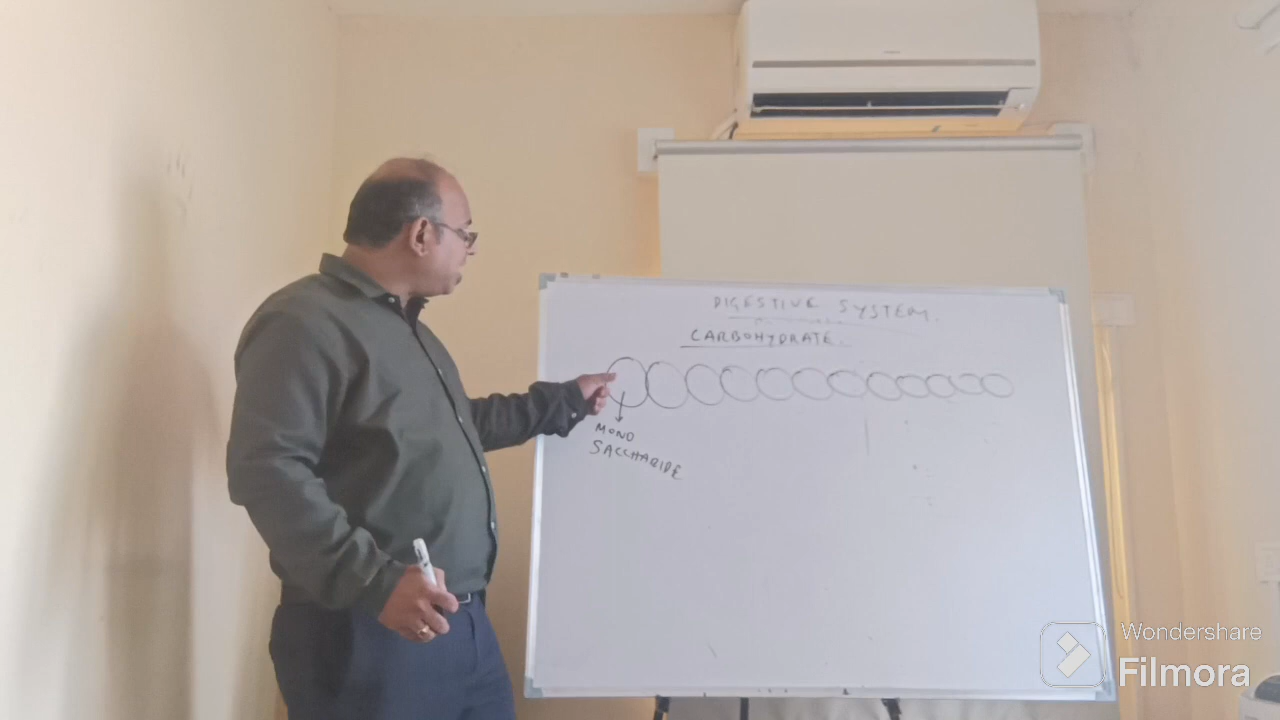 DIGESTIVE SYSTEM.
CARBOHYDRATE.
MONO
SACCHARIDE
Wondershare
Filmora